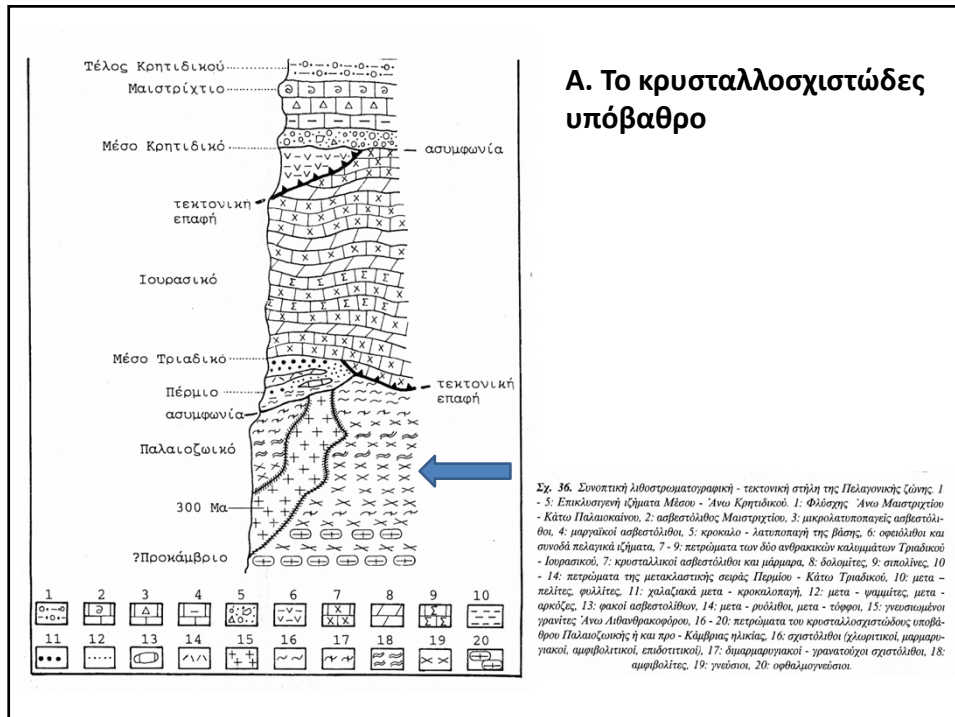 Α. Το κρυσταλλοσχιστώδες
υπόβαθρο
Τέλος Κρητιδικού
Μαιστρίχτιο
Μέσο Κρητιδικό
ασυμφωνία
τεκτονική
επαφή
Ιουρασικό
Μέσο Τριαδικό
Πέρμιο
τεκτονική
επαφή
ασυμφωνία
Παλαιοζωικό
300 Μα
?Προκάμβριο
1 2 3 4 5 6 7 8 9 10
11 12 13 14 15 16 17 18 19 20
Σχ. 36. Συνοπτική λιθοστρωματογραφική - τεκτονική στήλη της Πελαγονικής ζώνης. 1
- 5: Επικλυσιγενή ιζήματα Μέσου - Άνω Κρητιδικού. 1: Φλύσχης Άνω Μαιστριχτίου
- Κάτω Παλαιοκαίνου, 2: ασβεστόλιθος Μαιστριχτίου, 3: μικρολατυποπαγείς ασβεστόλι-
θοι, 4: μαργαϊκοί ασβεστόλιθοι, 5: κροκαλο - λατυποπαγή της βάσης, 6: οφειόλιθοι και
συνοδά πελαγικά ιζήματα, 7 - 9: πετρώματα των δύο ανθρακικών καλυμμάτων Τριαδικού
- Ιουρασικού, 7: κρυσταλλικοί ασβεστόλιθοι και μάρμαρα, 8: δολομίτες, 9: σιπολίνες, 10
- 14: πετρώματα της μετακλαστικής σειράς Περμίου - Κάτω Τριαδικού, 10: μετα –
πελίτες, φυλλίτες, 11: χαλαζιακά μετα - κροκαλοπαγή, 12: μετα - ψαμμίτες, μετα -
αρκόζες, 13: φακοί ασβεστολίθων, 14: μετα - ρυόλιθοι, μετα - τόφφοι, 15: γνευσιωμένοι
γρανίτες Άνω Λιθανθρακοφόρου, 16 - 20: πετρώματα του κρυσταλλοσχιστώδους υποβά-
θρου Παλαιοζωικής ή και προ - Κάμβριας ηλικίας, 16: σχιστόλιθοι (χλωριτικοί, μαρμαρυ-
γιακοί, αμφιβολιτικοί, επιδοτιτικοί), 17: διμαρμαρυγιακοί - γρανατούχοι σχιστόλιθοι, 18:
αμφιβολίτες, 19: γνεύσιοι, 20: οφθαλμογνεύσιοι.